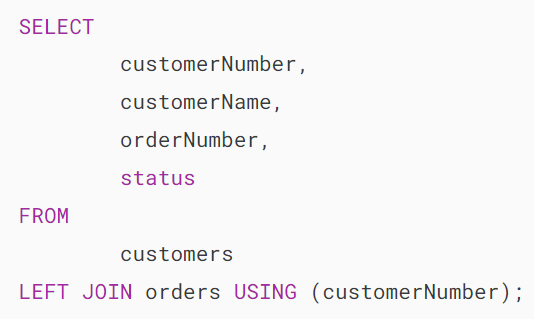 SELECT
customerNumber,
customerName,
orderNumber,
status
FROM
customers
LEFT JOIN orders USING (customerNumber);